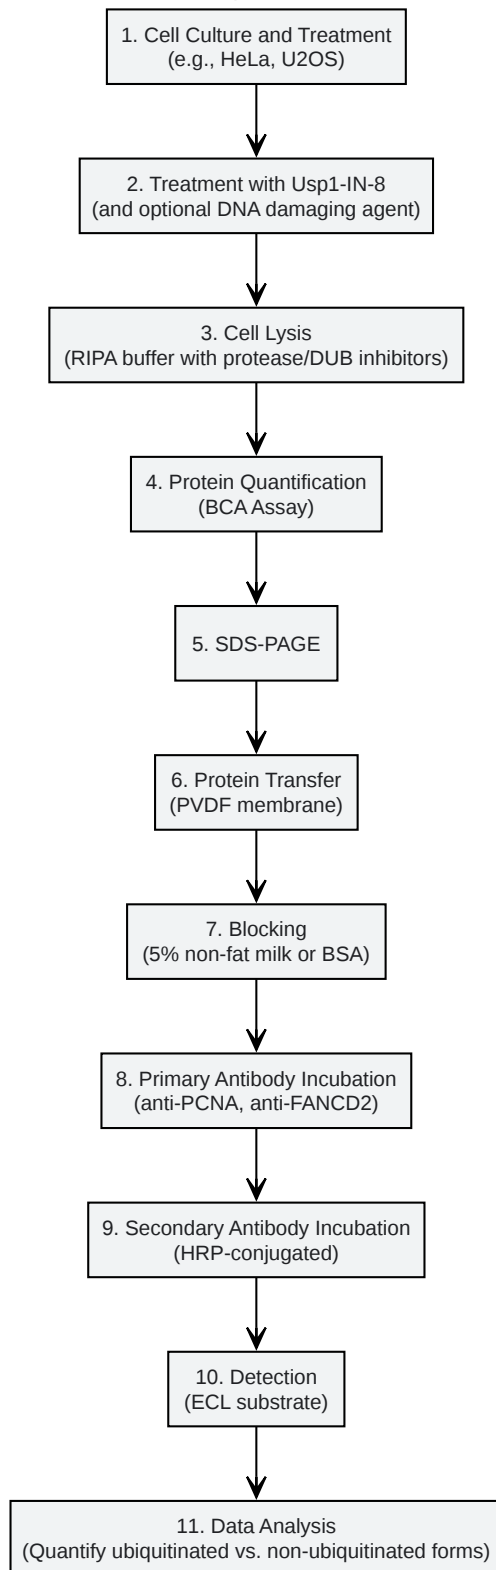 1. Cell Culture and Treatment
(e.g., HeLa, U2OS)
2. Treatment with Usp1-IN-8
(and optional DNA damaging agent)
3. Cell Lysis
(RIPA buffer with protease/DUB inhibitors)
4. Protein Quantification
(BCA Assay)
5. SDS-PAGE
6. Protein Transfer
(PVDF membrane)
7. Blocking
(5% non-fat milk or BSA)
8. Primary Antibody Incubation
(anti-PCNA, anti-FANCD2)
9. Secondary Antibody Incubation
(HRP-conjugated)
10. Detection
(ECL substrate)
11. Data Analysis
(Quantify ubiquitinated vs. non-ubiquitinated forms)